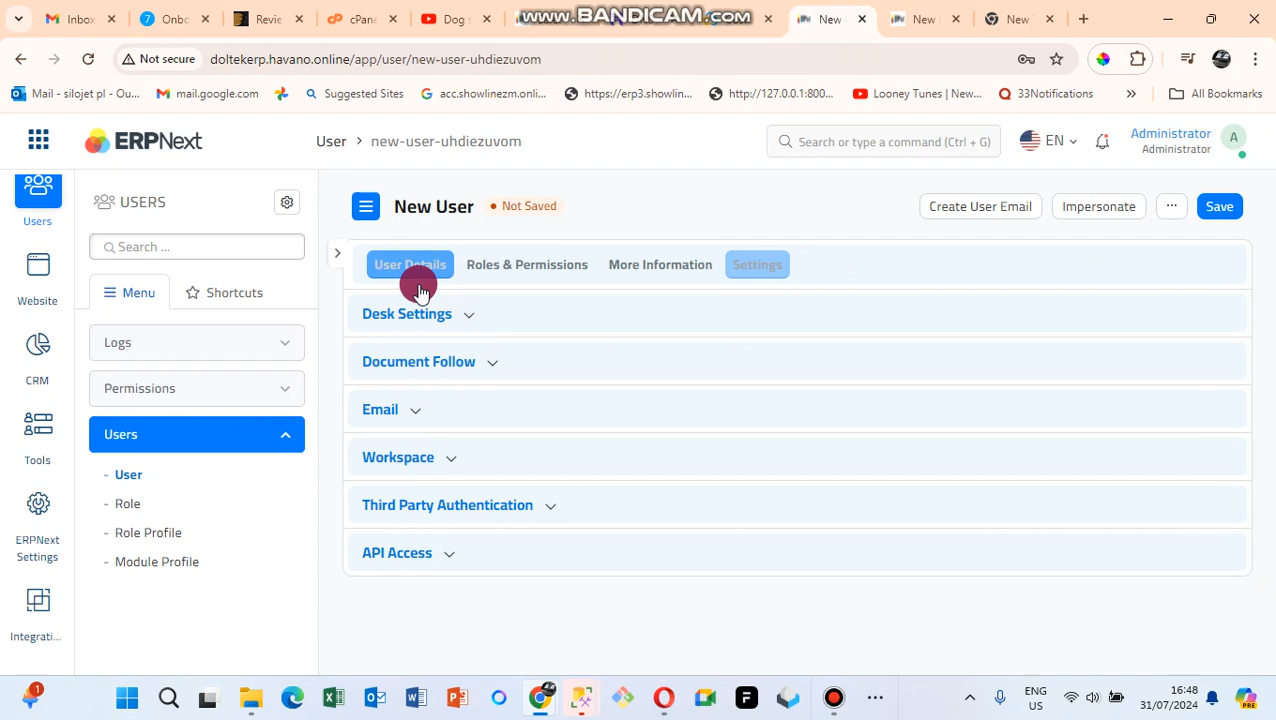 M Inbox
Onbo
Revie
cPane
Dog s
www.BANDICAM.com
New
New
New
Not secure
doltekerp.havano.online/app/user/new-user-uhdiezuvom
Mail - silojet pl - Ou...
mail.google.com
Suggested Sites
acc.showlinezm.onli...
https://erp3.showlin...
http://127.0.0.1:800...
Looney Tunes | New...
33Notifications
All Bookmarks
ERPNext
User > new-user-uhdiezuvom
Search or type a command (Ctrl + G)
EN
Administrator
Administrator
A
Users
Website
CRM
Tools
ERPNext
Settings
Integrati...
USERS
Search ...
Menu
Shortcuts
Logs
Permissions
Users
- User
- Role
- Role Profile
- Module Profile
New User
Not Saved
Create User Email
Impersonate
...
Save
User Details
Roles & Permissions
More Information
Settings
Desk Settings
Document Follow
Email
Workspace
Third Party Authentication
API Access
1
ENG
US
16:48
31/07/2024
PRE